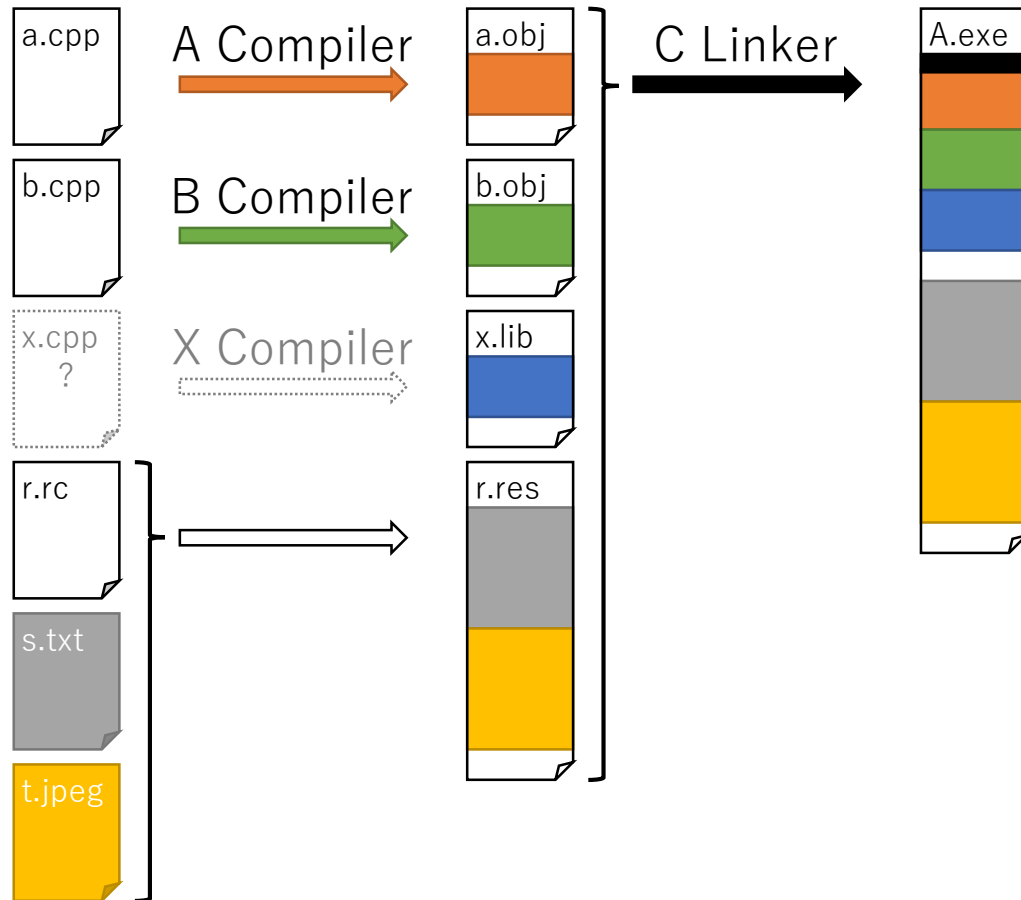 a.cpp
A Compiler
a.obj
C Linker
A.exe
b.cpp
B Compiler
b.obj
x.cpp
?
X Compiler
x.lib
r.rc
r.res
s.txt
t.jpeg